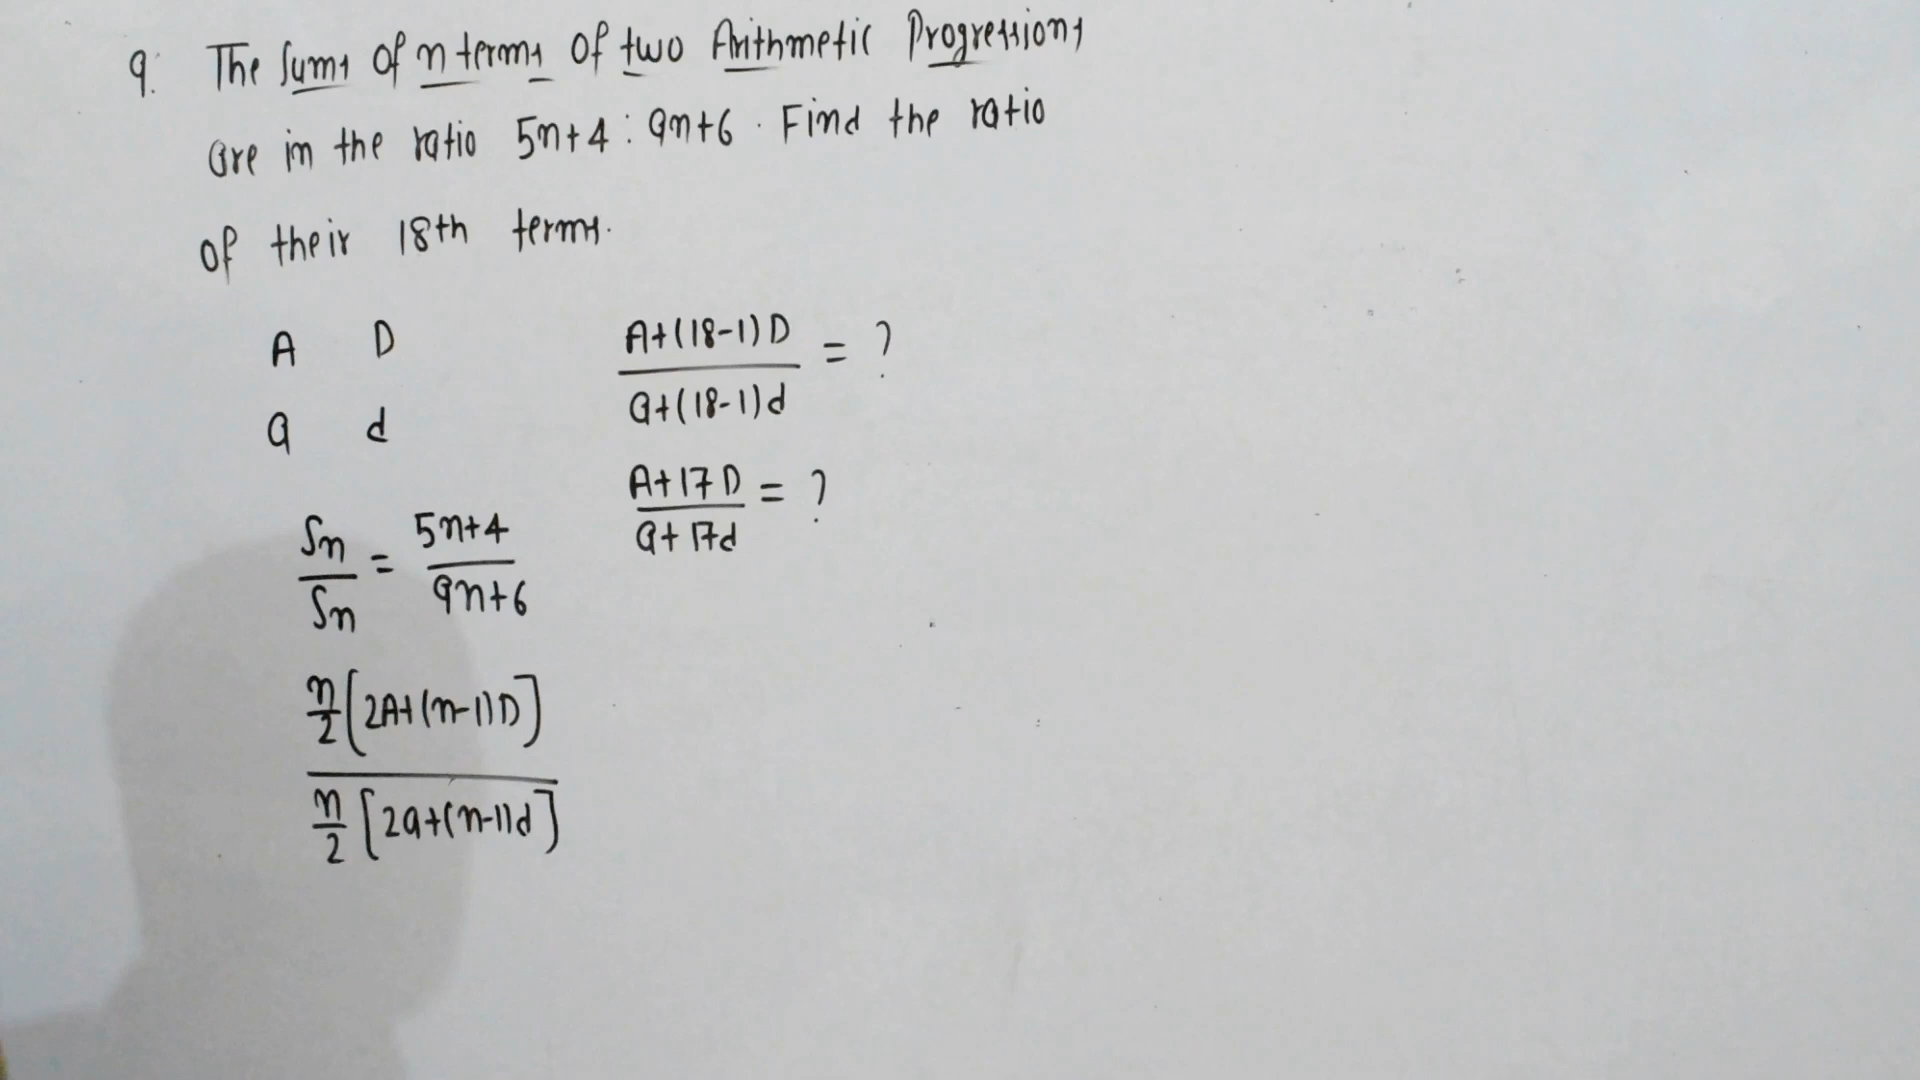 9. The sums of n terms of two Arithmetic Progressions
are in the ratio 5n+4 : 9n+6 . Find the ratio
of their 18th terms.
A D
a d
A+(18-1)D / a+(18-1)d = ?
A+17D / a+17d = ?
Sn / Sn = 5n+4 / 9n+6
n/2 [2A+(n-1)D]
n/2 [2a+(n-1)d]